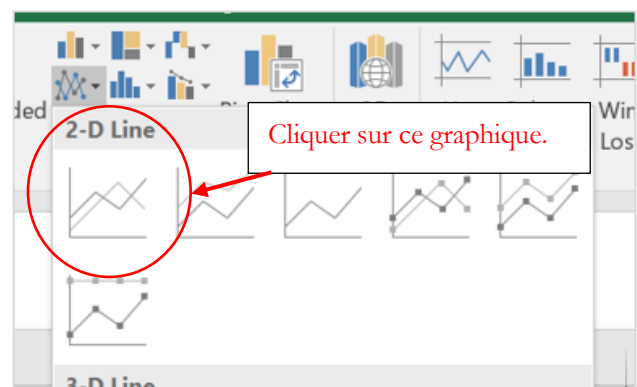 ded
Win
Los
2-D Line
Cliquer sur ce graphique.
3-D Line